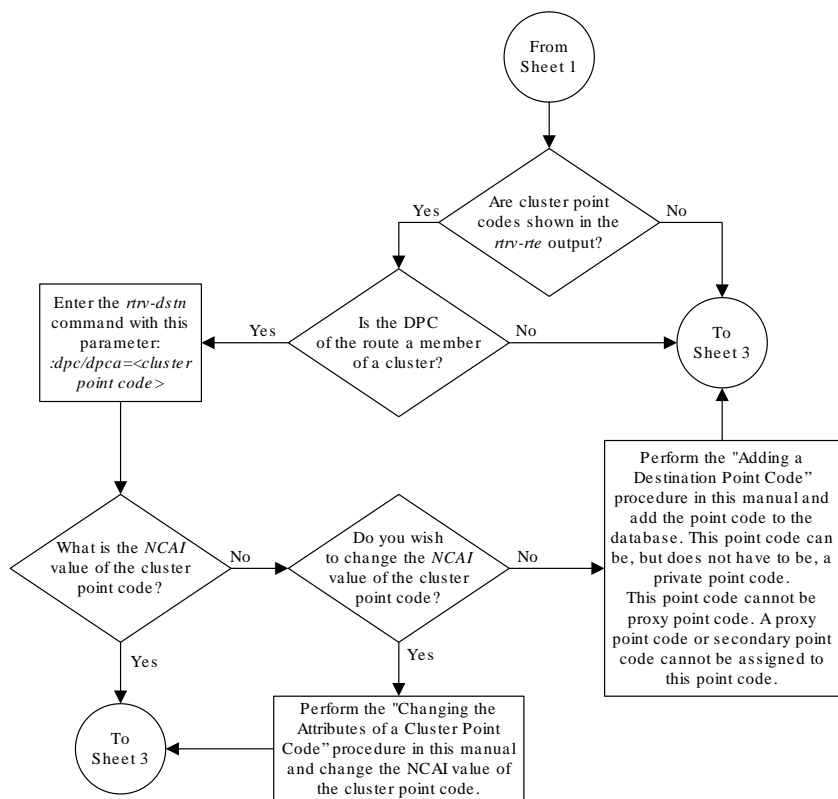 From
Sheet 1
Are cluster point
codes shown in the
rtrv-rte output?
Yes
No
Enter the rtrv-dstn
command with this
parameter:
:dpc/dpca=<cluster
point code>
Yes
Is the DPC
of the route a member
of a cluster?
No
To
Sheet 3
What is the NCAI
value of the cluster
point code?
No
Do you wish
to change the NCAI
value of the cluster
point code?
No
Perform the "Adding a
Destination Point Code”
procedure in this manual and
add the point code to the
database. This point code can
be, but does not have to be, a
private point code.
This point code cannot be
proxy point code. A proxy
point code or secondary point
code cannot be assigned to
this point code.
Yes
Yes
To
Sheet 3
Perform the "Changing the
Attributes of a Cluster Point
Code” procedure in this manual
and change the NCAI value of
the cluster point code.